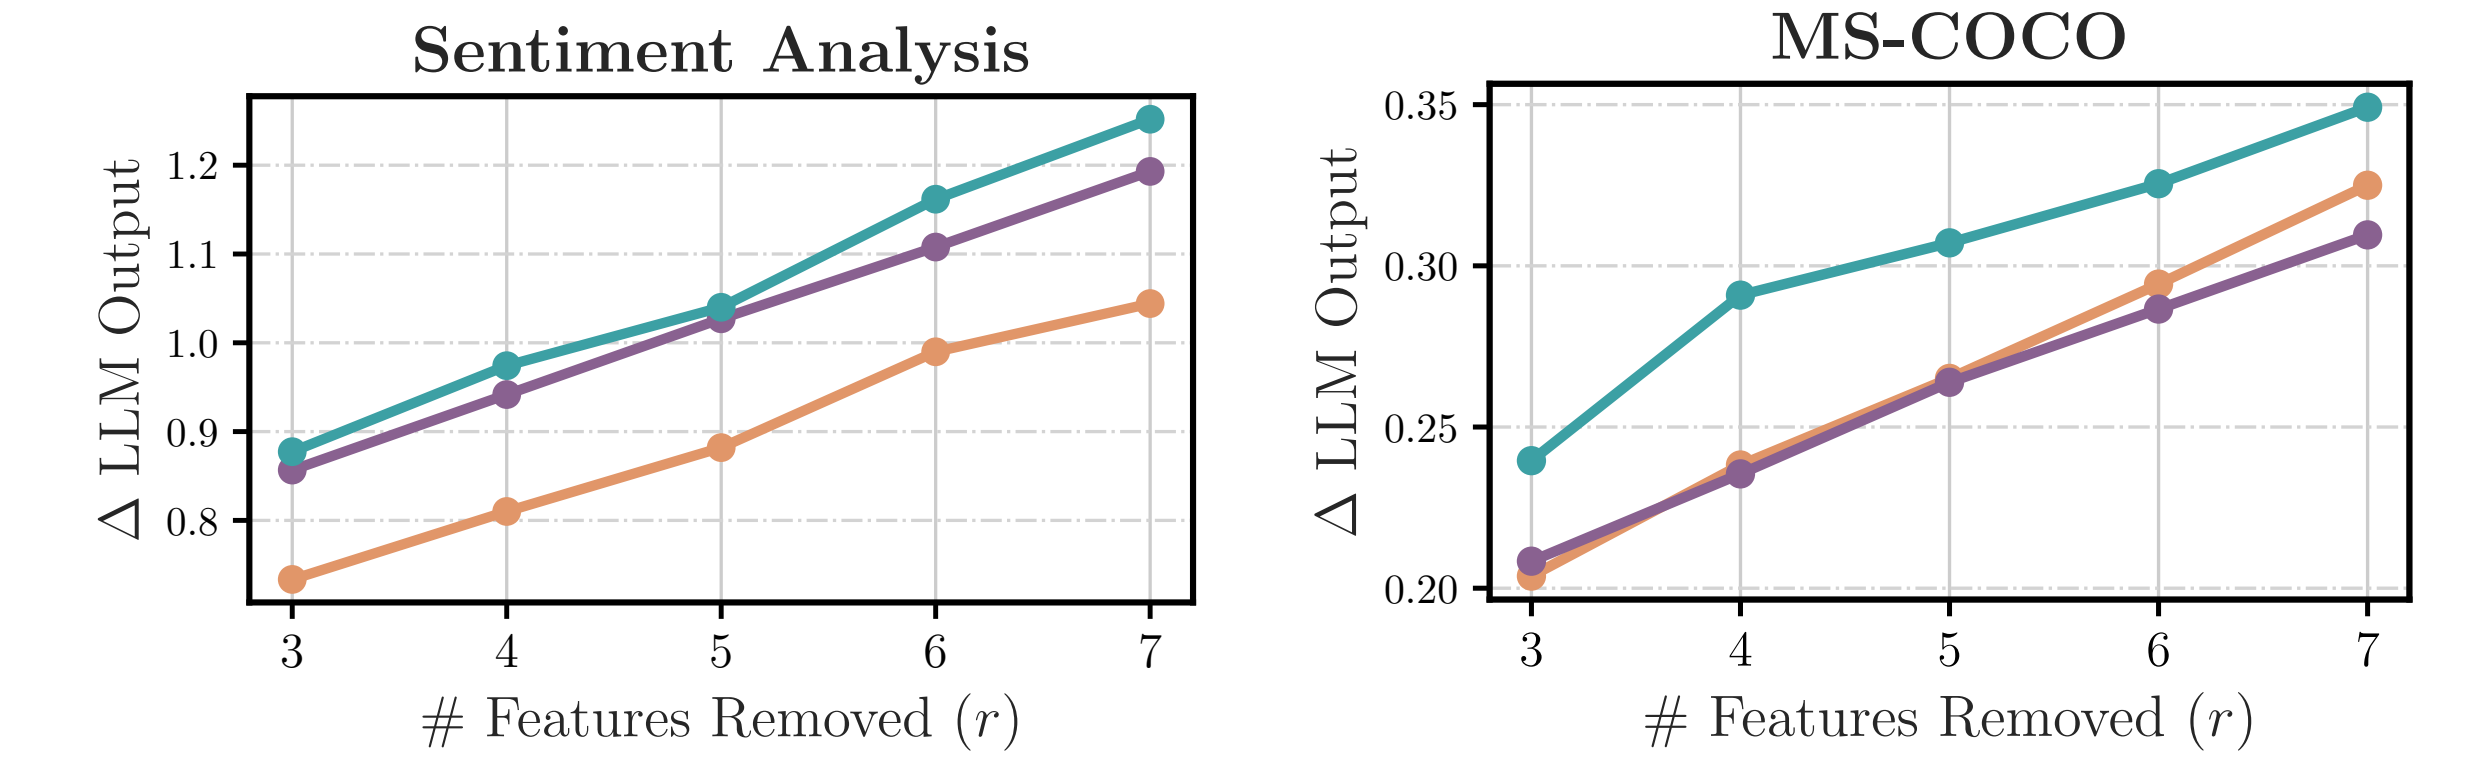 Sentiment Analysis
Δ LLM Output
1.2
1.1
1.0
0.9
0.8
3 4 5 6 7
# Features Removed (r)
MS-COCO
Δ LLM Output
0.35
0.30
0.25
0.20
3 4 5 6 7
# Features Removed (r)